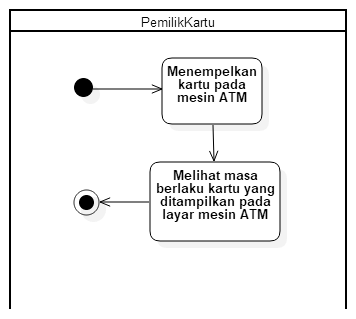 PemilikKartu
Menempelkan
kartu pada
mesin ATM
Melihat masa
berlaku kartu yang
ditampilkan pada
layar mesin ATM